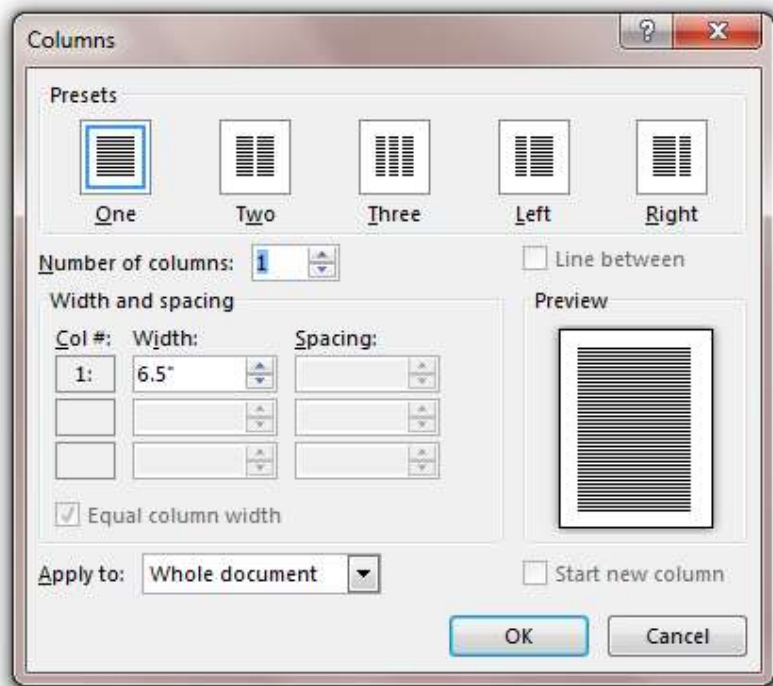 Columns
Presets
One Two Three Left Right
Number of columns: 1 Line between
Width and spacing Preview
Col #: Width: Spacing:
1: 6.5"
Equal column width
Apply to: Whole document Start new column
OK Cancel